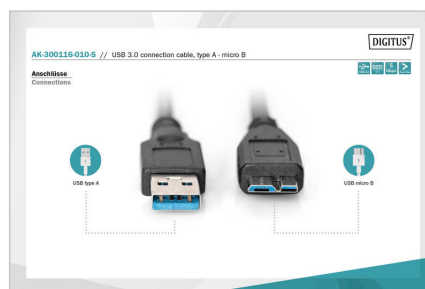 DIGITUS®
AK-300116-010-S // USB 3.0 connection cable, type A - micro B
Anschlüsse
Connections
USB type A
USB micro B